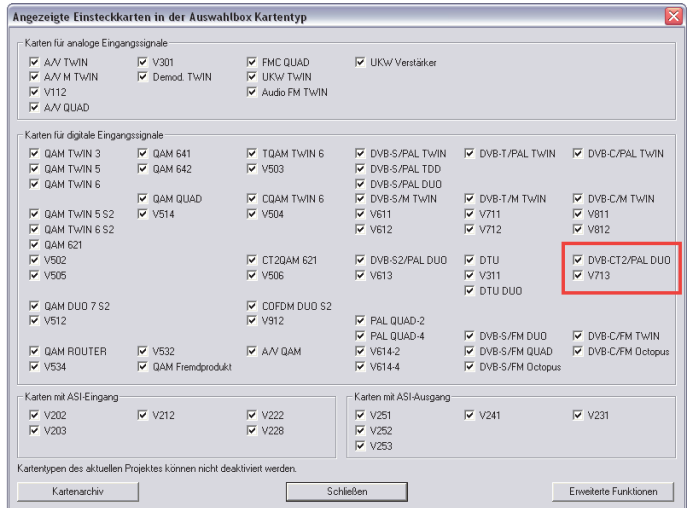 Angezeigte Einsteckkarten in der Auswahlbox Kartentyp
Karten für analoge Eingangssignale
A/V TWIN V301 FMC QUAD UKW Verstärker
A/V M TWIN Demod. TWIN UKW TWIN
V112 Audio FM TWIN
A/V QUAD
Karten für digitale Eingangssignale
QAM TWIN 3 QAM 641 TQAM TWIN 6 DVB-S/PAL TWIN DVB-T/PAL TWIN DVB-C/PAL TWIN
QAM TWIN 5 QAM 642 V503 DVB-S/PAL TDD
QAM TWIN 6 DVB-S/PAL DUO
QAM QUAD CQAM TWIN 6 DVB-S/M TWIN DVB-T/M TWIN DVB-C/M TWIN
QAM TWIN 5 S2 V514 V504 V611 V711 V811
QAM TWIN 6 S2 V612 V712 V812
QAM 621
V502 CT2QAM 621 DVB-S2/PAL DUO DTU DVB-CT2/PAL DUO
V505 V506 V613 V311 V713
DTU DUO
QAM DUO 7 S2 COFDM DUO S2
V512 V912 PAL QUAD-2
PAL QUAD-4 DVB-S/FM DUO DVB-C/FM TWIN
QAM ROUTER V532 A/V QAM V614-2 DVB-S/FM QUAD DVB-C/FM Octopus
V534 QAM Fremdprodukt V614-4 DVB-S/FM Octopus
Karten mit ASI-Eingang Karten mit ASI-Ausgang
V202 V212 V222 V251 V241 V231
V203 V228 V252
V253
Kartentypen des aktuellen Projektes können nicht deaktiviert werden.
Kartenarchiv Schließen Erweiterte Funktionen